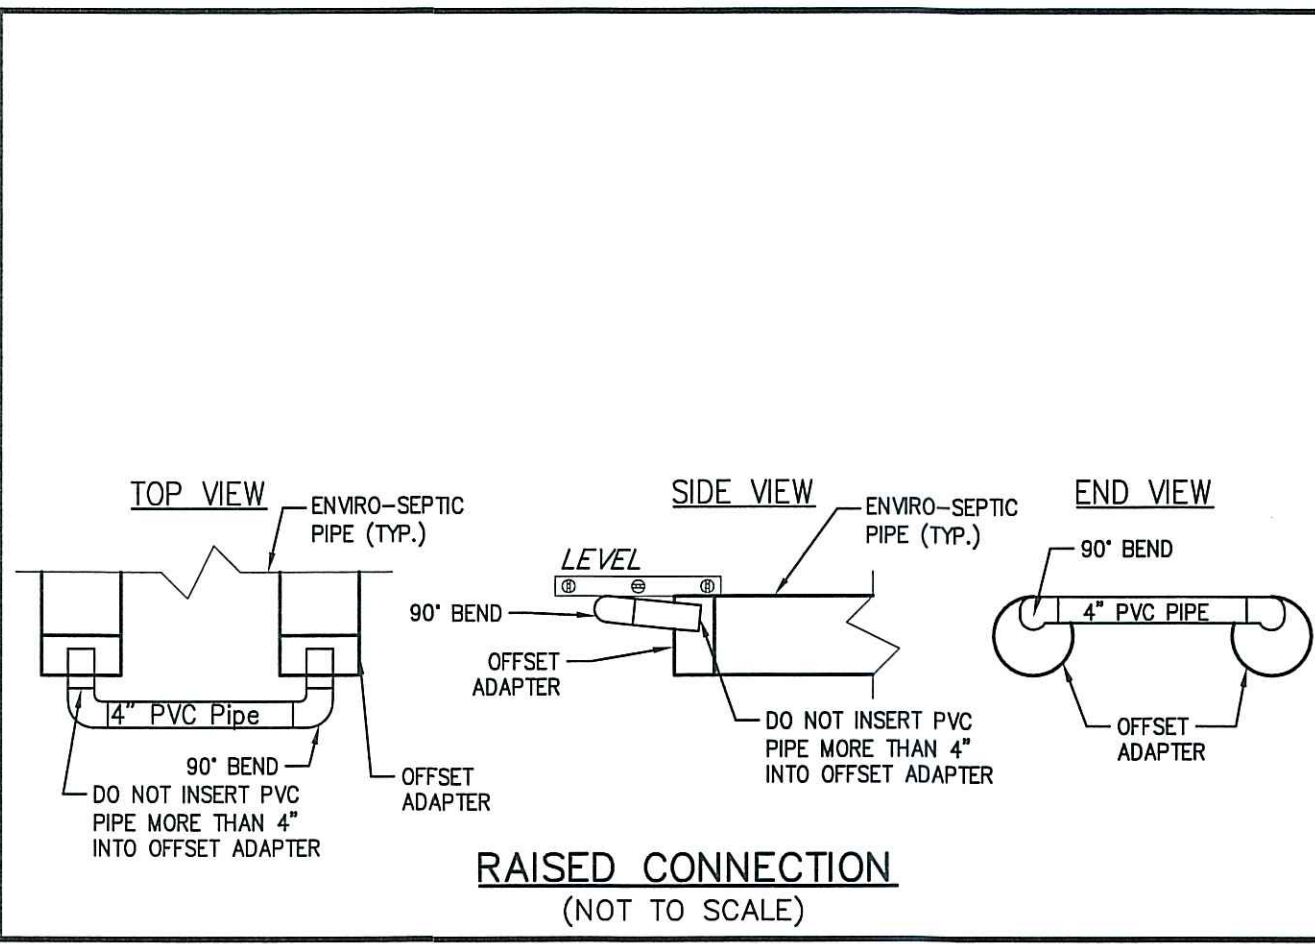 TOP VIEW
ENVIRO-SEPTIC
PIPE (TYP.)
4" PVC Pipe
90° BEND
DO NOT INSERT PVC
PIPE MORE THAN 4"
INTO OFFSET ADAPTER
OFFSET
ADAPTER
SIDE VIEW
ENVIRO-SEPTIC
PIPE (TYP.)
LEVEL
90° BEND
OFFSET
ADAPTER
DO NOT INSERT PVC
PIPE MORE THAN 4"
INTO OFFSET ADAPTER
END VIEW
90° BEND
4" PVC PIPE
OFFSET
ADAPTER
RAISED CONNECTION
(NOT TO SCALE)